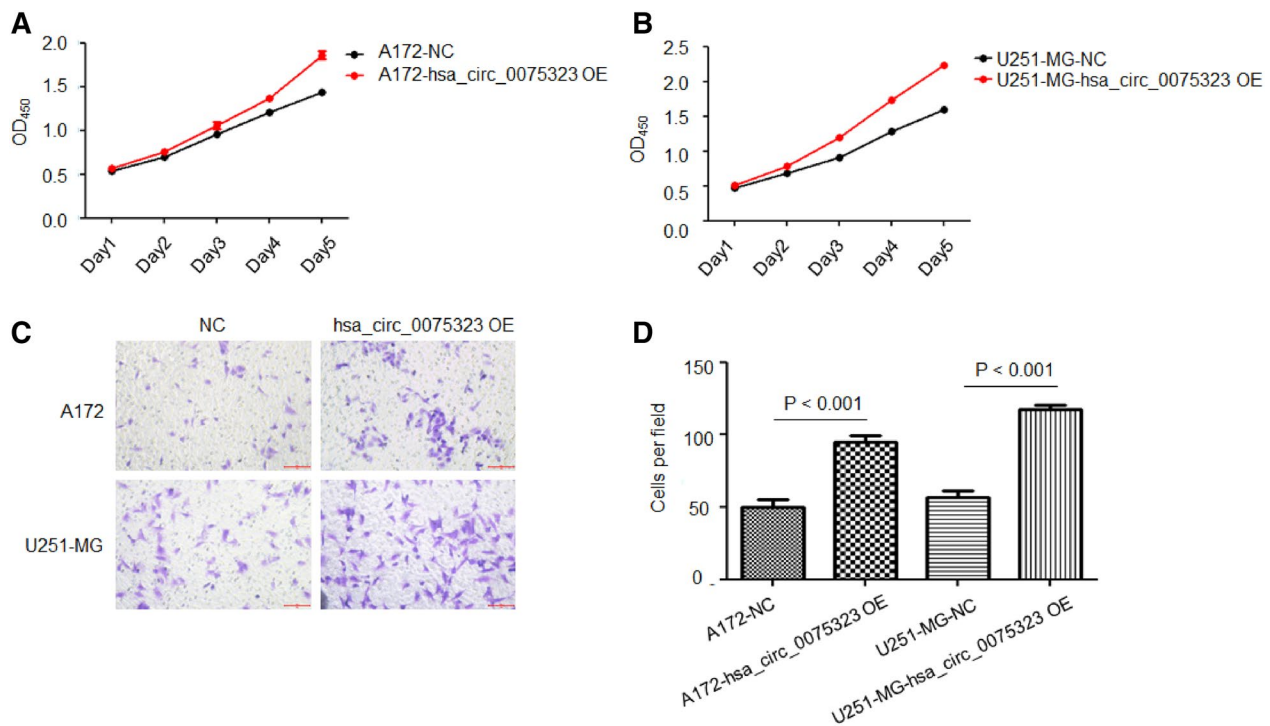 A
2.0
1.5
1.0
0.5
0.0
OD450
A172-NC
A172-hsa_circ_0075323 OE
Day1
Day2
Day3
Day4
Day5
B
2.5
2.0
1.5
1.0
0.5
0.0
OD450
U251-MG-NC
U251-MG-hsa_circ_0075323 OE
Day1
Day2
Day3
Day4
Day5
C
NC
hsa_circ_0075323 OE
A172
U251-MG
D
150
100
50
0
Cells per field
P < 0.001
P < 0.001
A172-NC
A172-hsa_circ_0075323 OE
U251-MG-NC
U251-MG-hsa_circ_0075323 OE